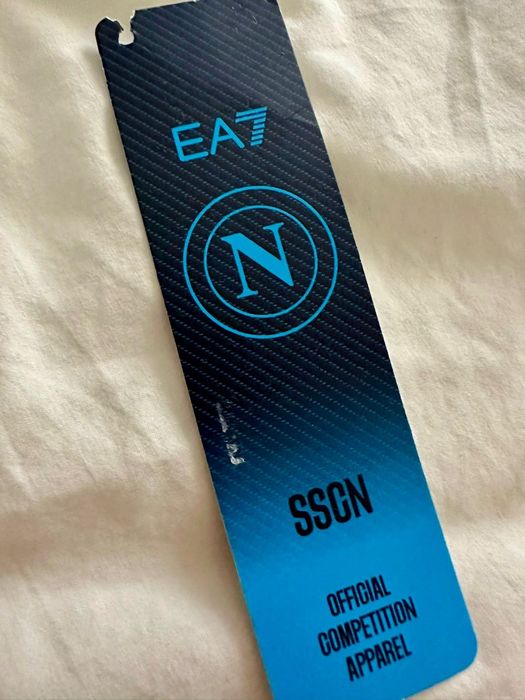 EA7
N
SSCN
OFFICIAL
COMPETITION
APPAREL